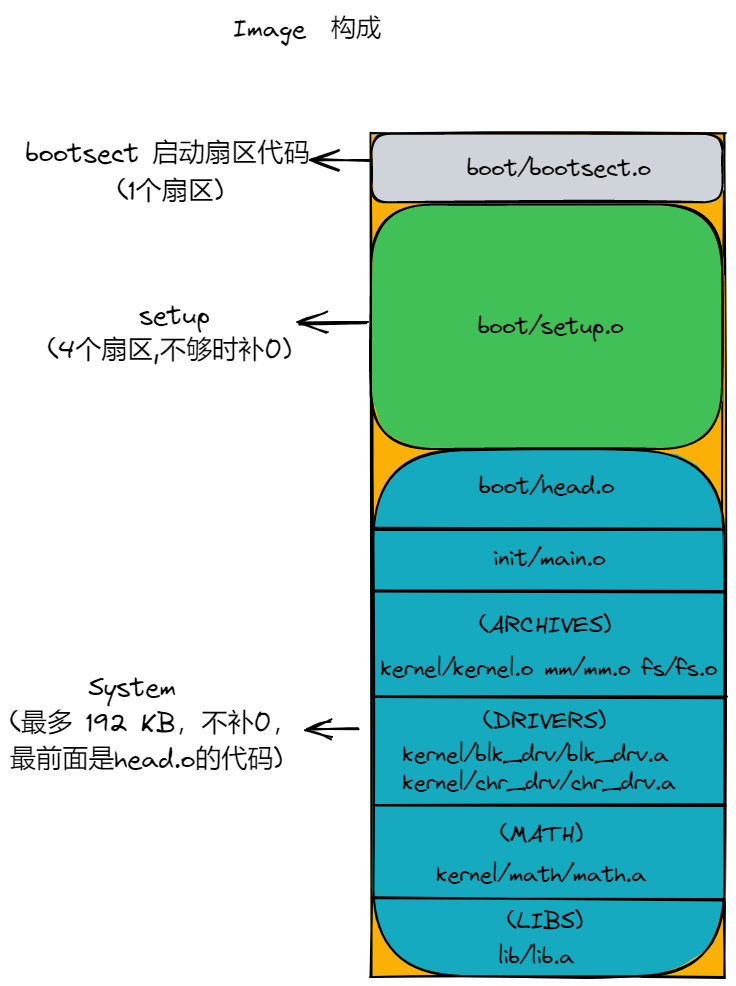 Image 构成
bootsect 启动扇区代码
(1个扇区)
boot/bootsect.o
setup
(4个扇区,不够时补0)
boot/setup.o
boot/head.o
init/main.o
(ARCHIVES)
kernel/kernel.o mm/mm.o fs/fs.o
System
(最多 192 KB，不补0，
最前面是head.o的代码)
(DRIVERS)
kernel/blk_drv/blk_drv.a
kernel/chr_drv/chr_drv.a
(MATH)
kernel/math/math.a
(LIBS)
lib/lib.a